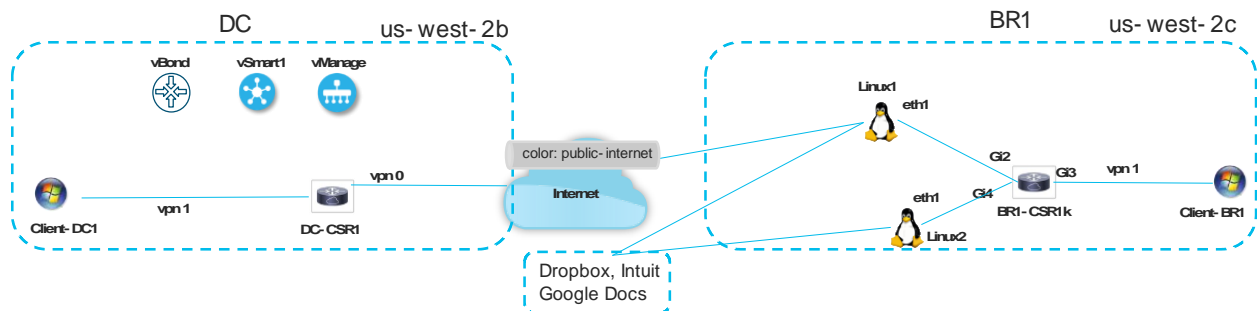 DC
us-west-2b
BR1
us-west-2c
vBond
vSmart1
vManage
Linux1
eth1
color: public-internet
Gi2
Gi3
vpn 1
vpn 0
Internet
Gi4
eth1
vpn 1
Client-DC1
DC-CSR1
BR1-CSR1k
Client-BR1
Linux2
Dropbox, Intuit
Google Docs